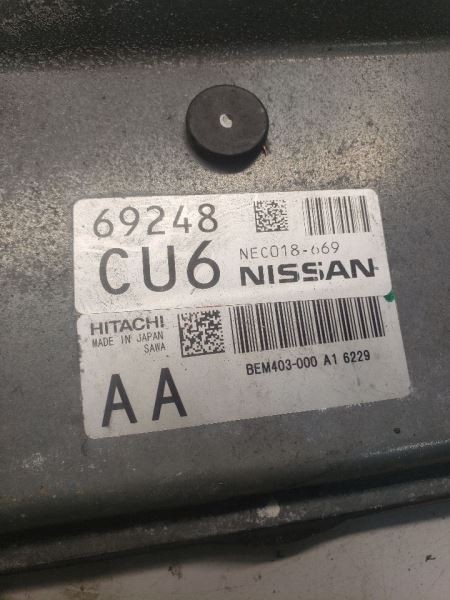 69248
CU6
NEC018-669
NISSAN
HITACHI
MADE IN JAPAN
SAWA
AA
BEM403-000 A1 6229